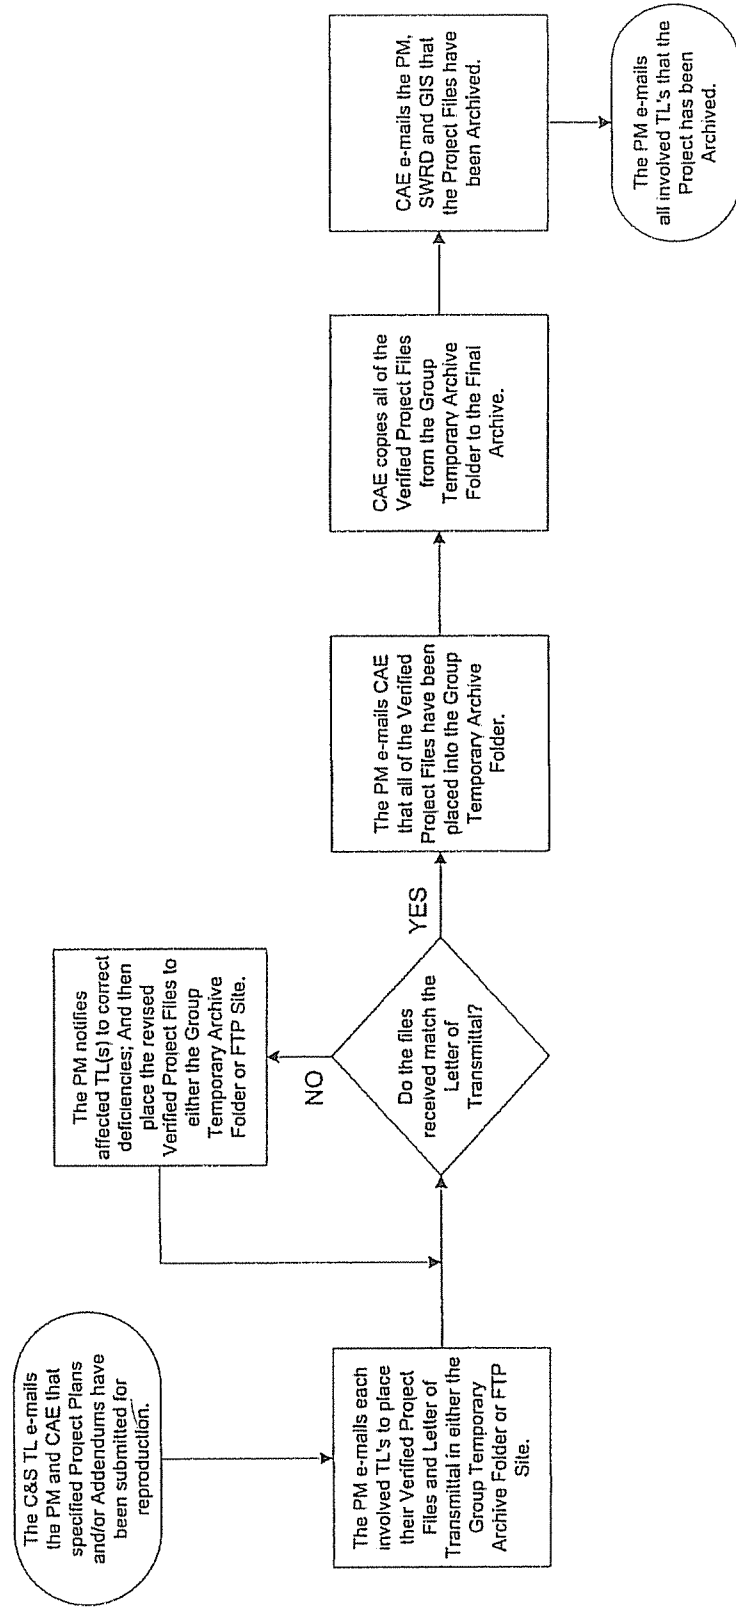 The C&S TL e-mails
the PM and CAE that
specified Project Plans
and/or Addendums have
been submitted for
reproduction.
The PM e-mails each
involved TL's to place
their Verified Project
Files and Letter of
Transmittal in either the
Group Temporary
Archive Folder or FTP
Site.
Do the files
received match the
Letter of
Transmittal?
NO
The PM notifies
affected TL(s) to correct
deficiencies; And then
place the revised
Verified Project Files to
either the Group
Temporary Archive
Folder or FTP Site.
YES
The PM e-mails CAE
that all of the Verified
Project Files have been
placed into the Group
Temporary Archive
Folder.
CAE copies all of the
Verified Project Files
from the Group
Temporary Archive
Folder to the Final
Archive.
CAE e-mails the PM,
SWRD and GIS that
the Project Files have
been Archived.
The PM e-mails
all involved TL's that the
Project has been
Archived.